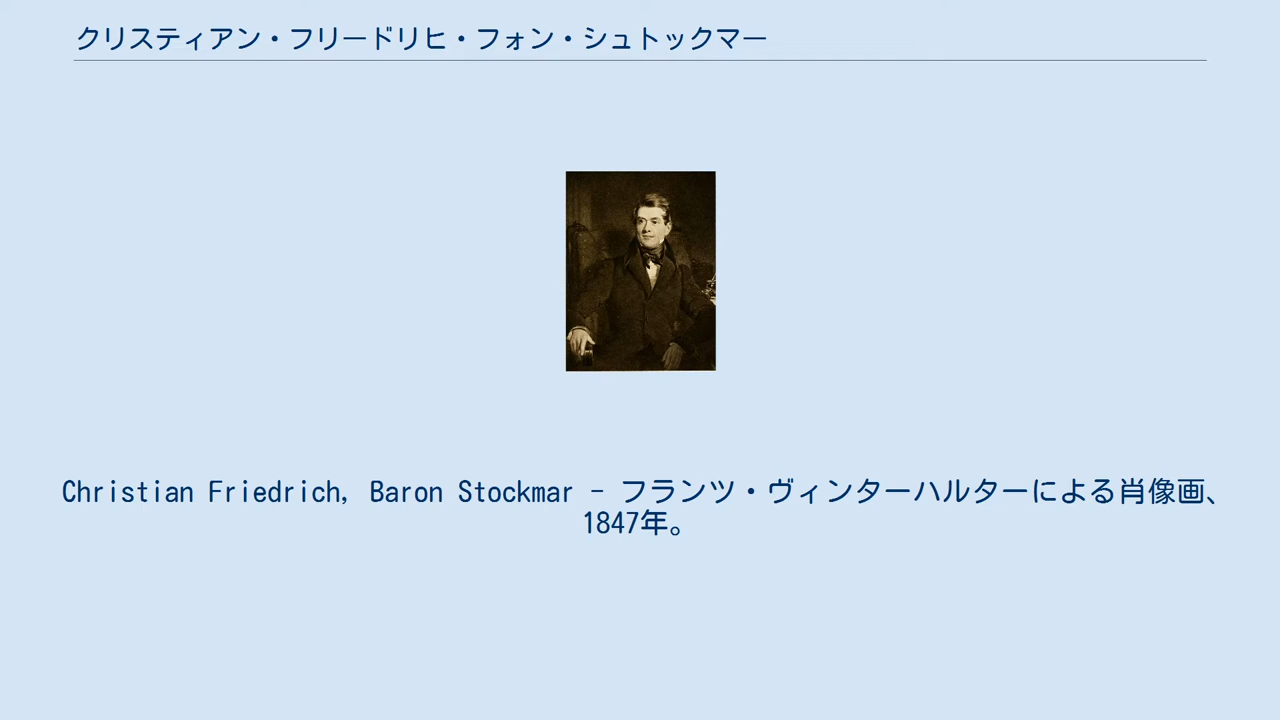 クリスティアン・フリードリヒ・フォン・シュトックマー
Christian Friedrich, Baron Stockmar - フランツ・ヴィンターハルターによる肖像画、
1847年。